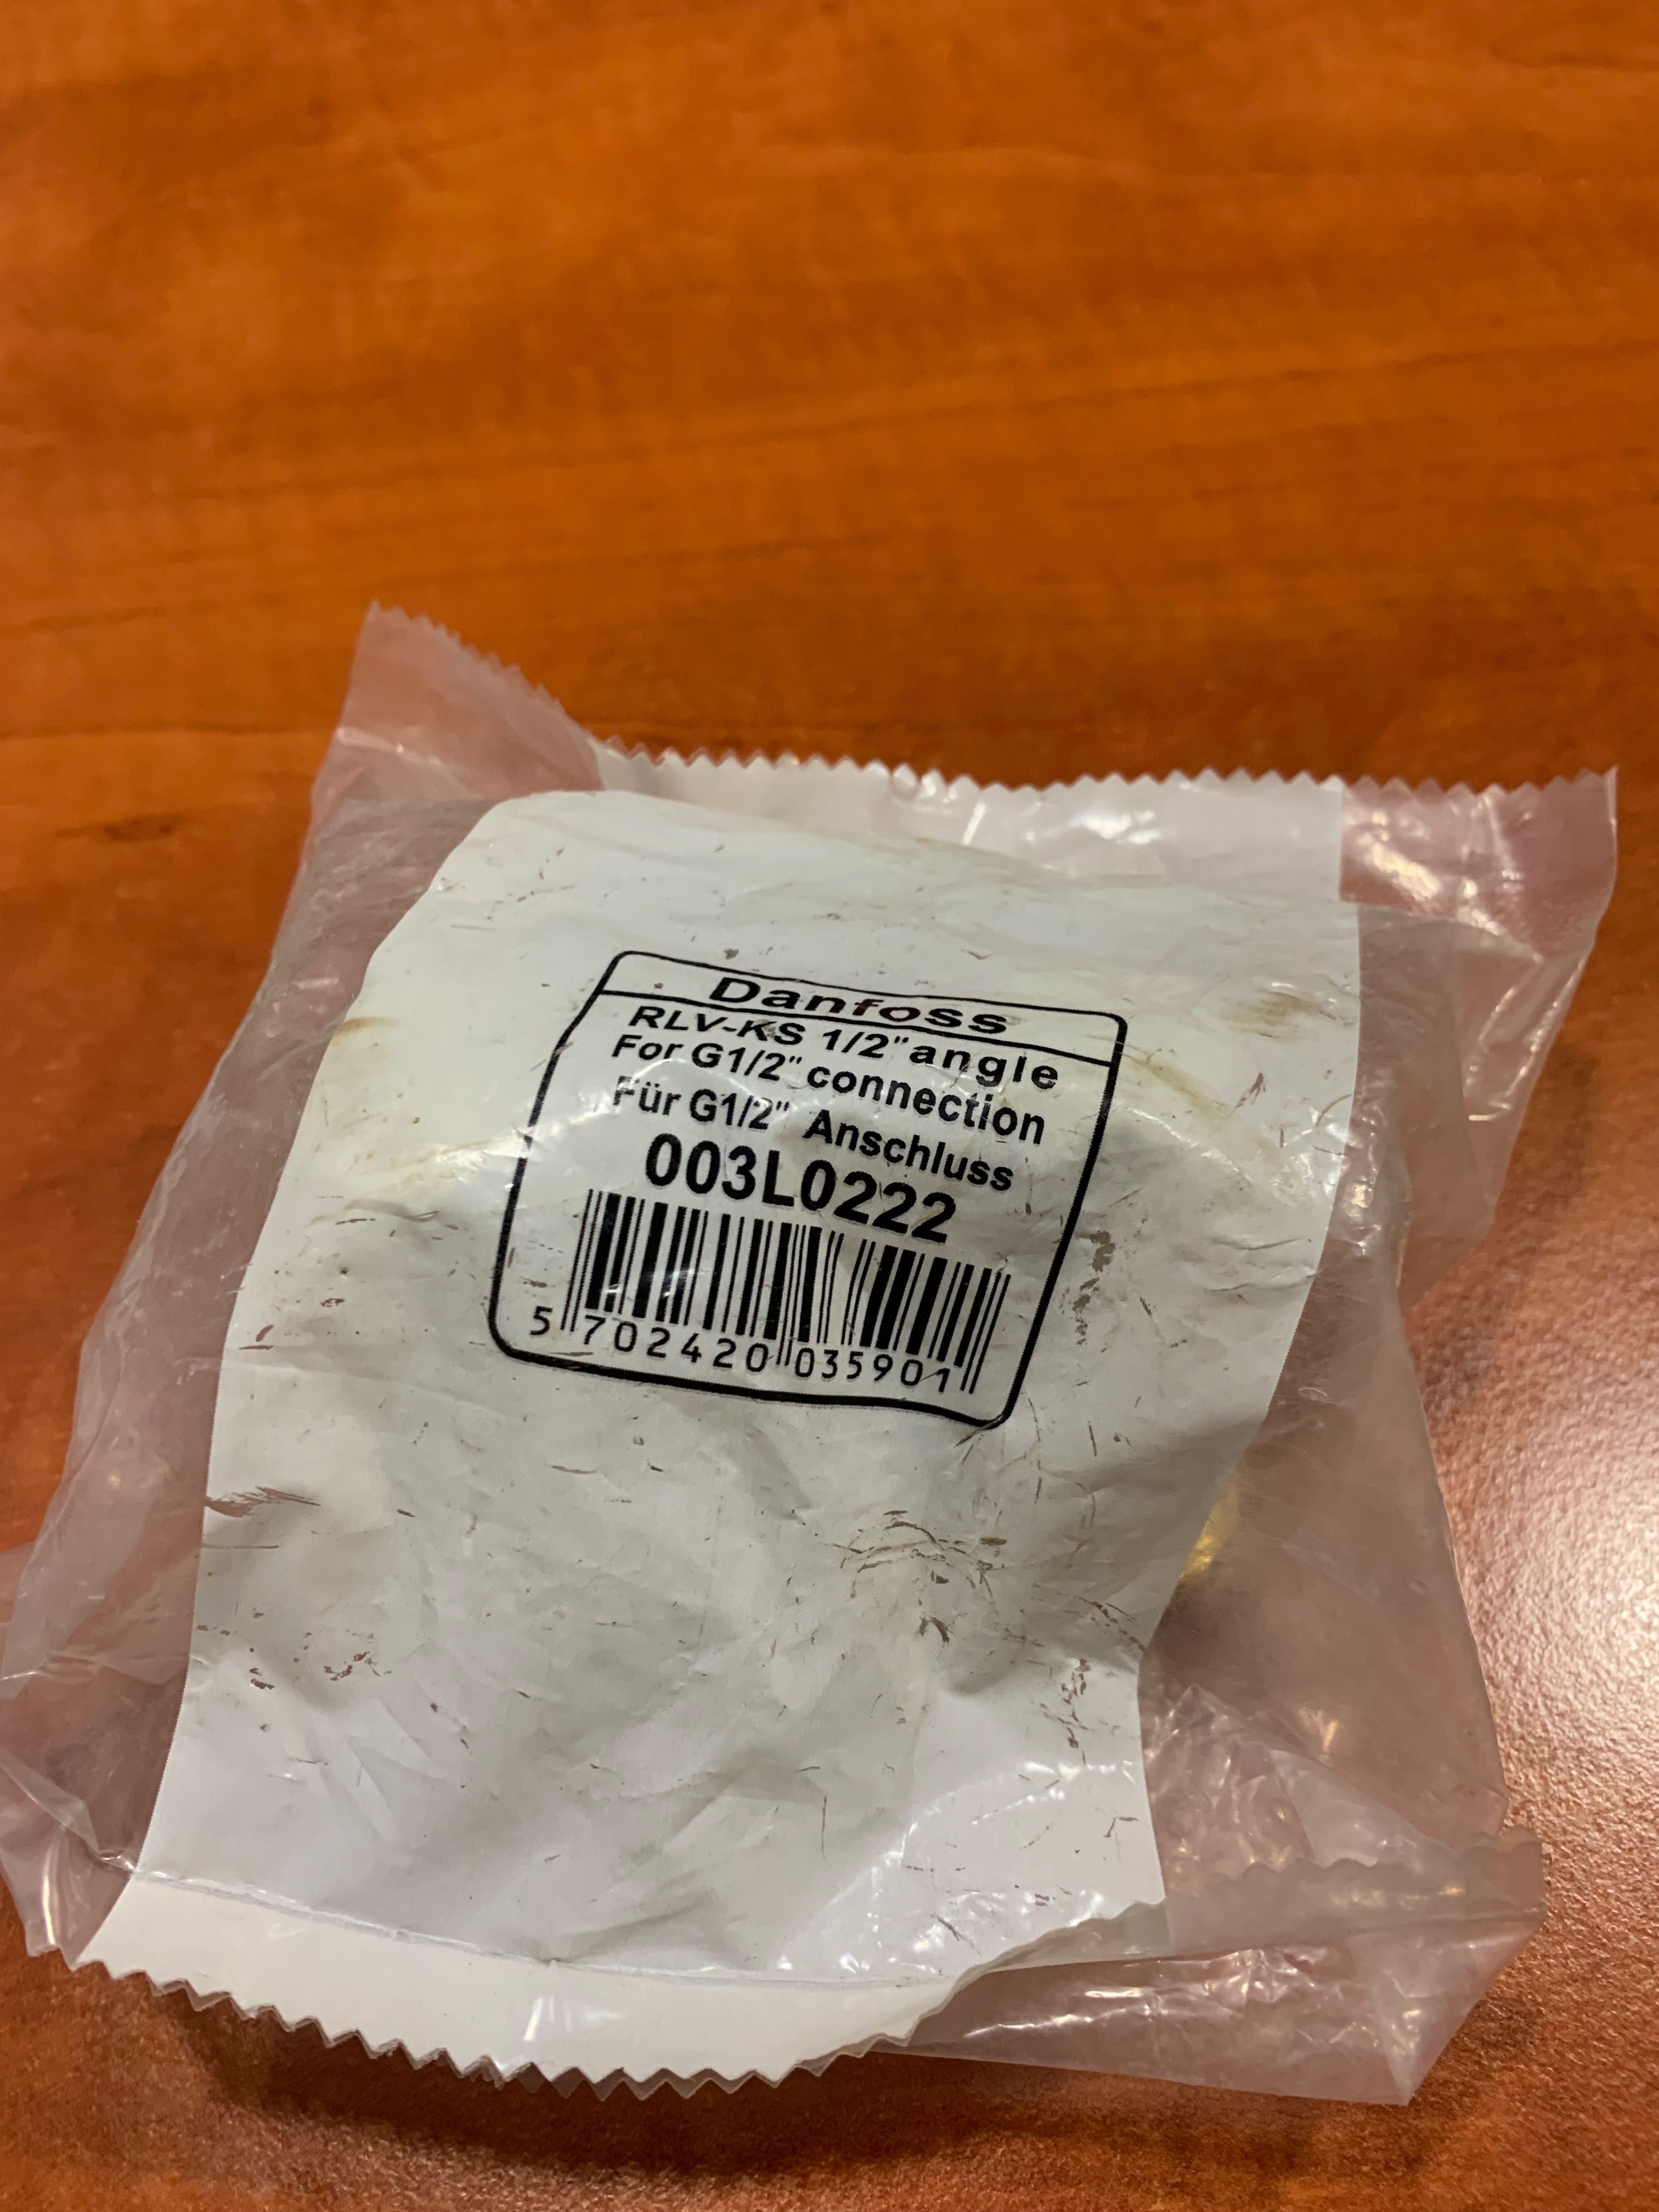 Danfoss
RLV-KS 1/2" angle
For G1/2" connection
Für G1/2" Anschluss
003L0222
5 702420 035901